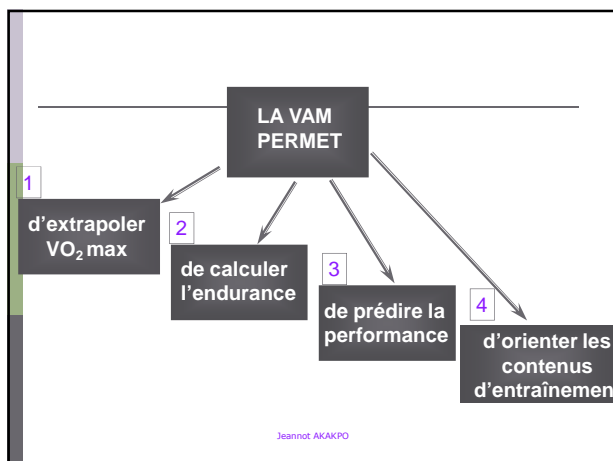 LA VAM
PERMET
1
d'extrapoler
VO₂ max
2
de calculer
l'endurance
3
de prédire la
performance
4
d'orienter les
contenus
d'entraînemen
Jeannot AKAKPO